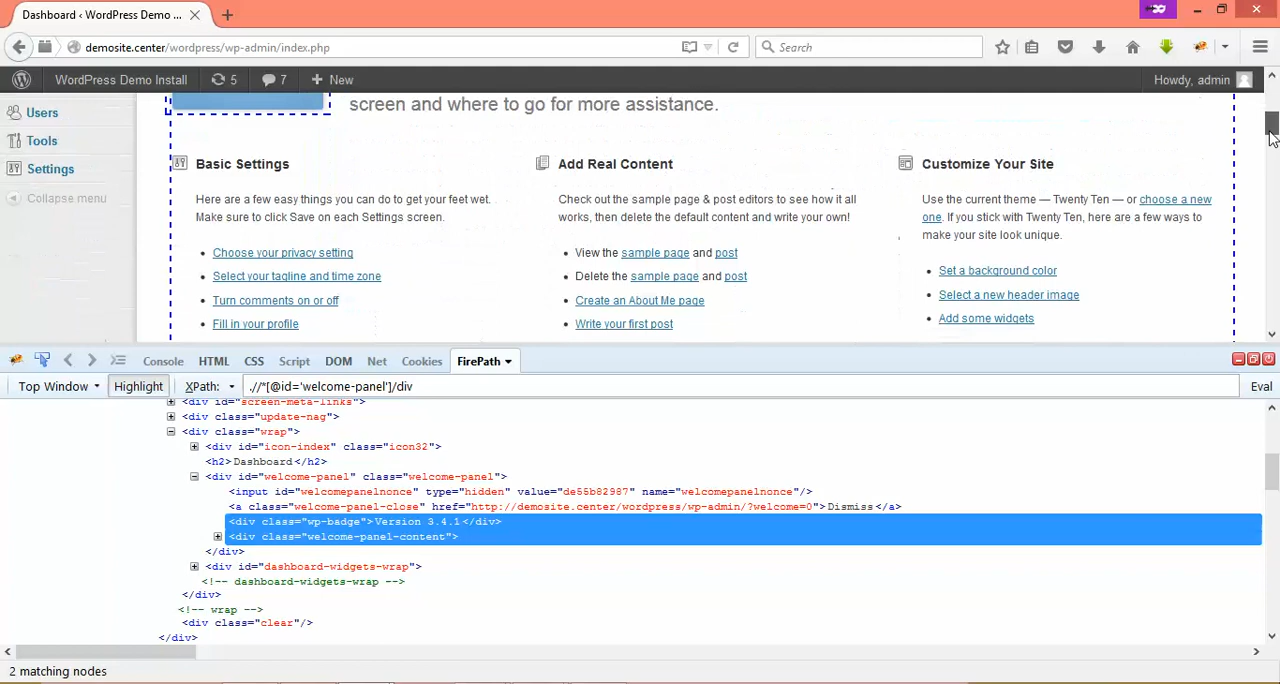 Dashboard ‹ WordPress Demo ...
demosite.center/wordpress/wp-admin/index.php
Search
WordPress Demo Install 5 7 New Howdy, admin
Users
Tools
Settings
Collapse menu
screen and where to go for more assistance.
Basic Settings
Here are a few easy things you can do to get your feet wet.
Make sure to click Save on each Settings screen.
Choose your privacy setting
Select your tagline and time zone
Turn comments on or off
Fill in your profile
Add Real Content
Check out the sample page & post editors to see how it all
works, then delete the default content and write your own!
View the sample page and post
Delete the sample page and post
Create an About Me page
Write your first post
Customize Your Site
Use the current theme — Twenty Ten — or choose a new
one. If you stick with Twenty Ten, here are a few ways to
make your site look unique.
Set a background color
Select a new header image
Add some widgets
Console HTML CSS Script DOM Net Cookies FirePath
Top Window Highlight XPath: .//*[@id='welcome-panel']/div Eval
<div id="screen-meta-links">
<div class="update-nag">
<div class="wrap">
<div id="icon-index" class="icon32">
<h2>Dashboard</h2>
<div id="welcome-panel" class="welcome-panel">
<input id="welcomepanelnonce" type="hidden" value="de55b82987" name="welcomepanelnonce"/>
<a class="welcome-panel-close" href="http://demosite.center/wordpress/wp-admin/?welcome=0">Dismiss</a>
<div class="wp-badge">Version 3.4.1</div>
<div class="welcome-panel-content">
</div>
<div id="dashboard-widgets-wrap">
<!-- dashboard-widgets-wrap -->
</div>
<!-- wrap -->
<div class="clear"/>
</div>
2 matching nodes